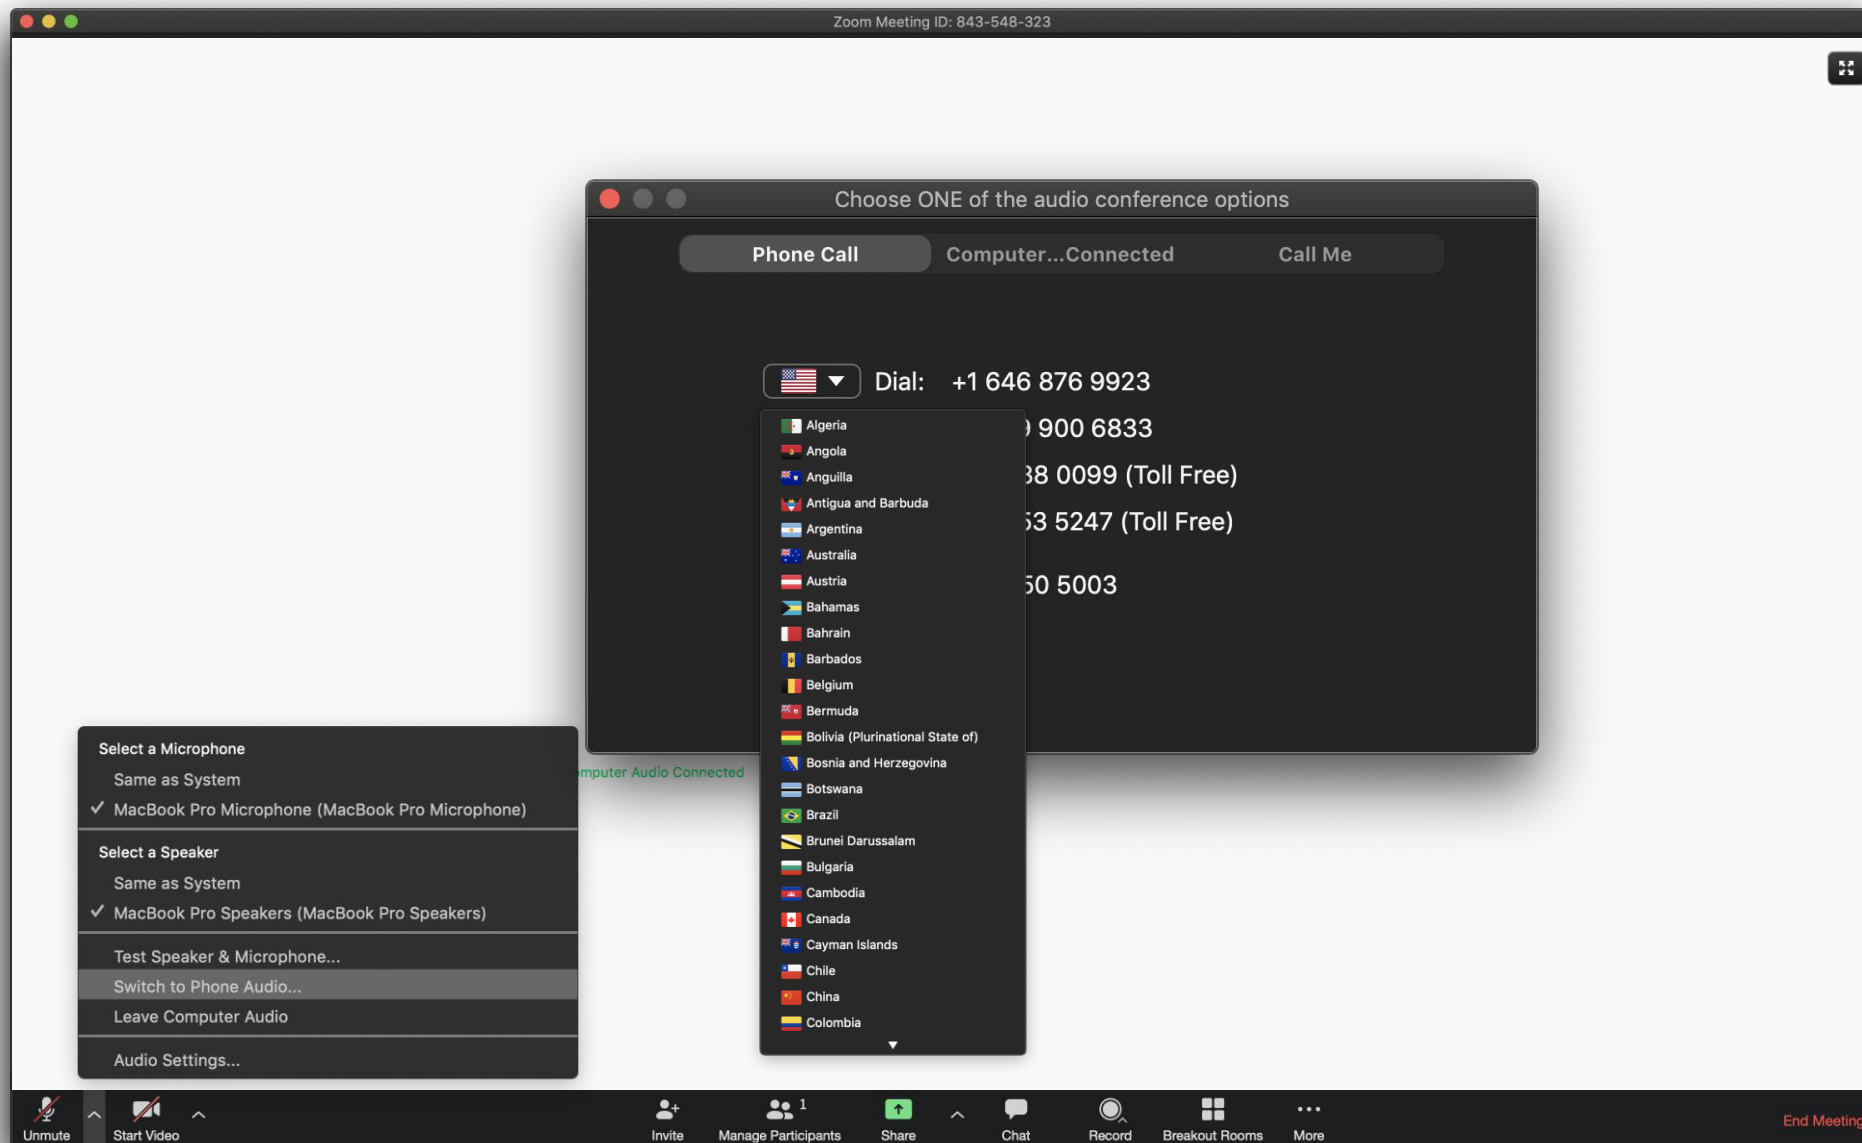 Zoom Meeting ID: 843-548-323
Choose ONE of the audio conference options
Phone Call Computer...Connected Call Me
Dial: +1 646 876 9923
900 6833
38 0099 (Toll Free)
53 5247 (Toll Free)
50 5003
Algeria
Angola
Anguilla
Antigua and Barbuda
Argentina
Australia
Austria
Bahamas
Bahrain
Barbados
Belgium
Bermuda
Bolivia (Plurinational State of)
Bosnia and Herzegovina
Botswana
Brazil
Brunei Darussalam
Bulgaria
Cambodia
Canada
Cayman Islands
Chile
China
Colombia
mputer Audio Connected
Select a Microphone
Same as System
MacBook Pro Microphone (MacBook Pro Microphone)
Select a Speaker
Same as System
MacBook Pro Speakers (MacBook Pro Speakers)
Test Speaker & Microphone...
Switch to Phone Audio...
Leave Computer Audio
Audio Settings...
1
Unmute Start Video Invite Manage Participants Share Chat Record Breakout Rooms More End Meeting